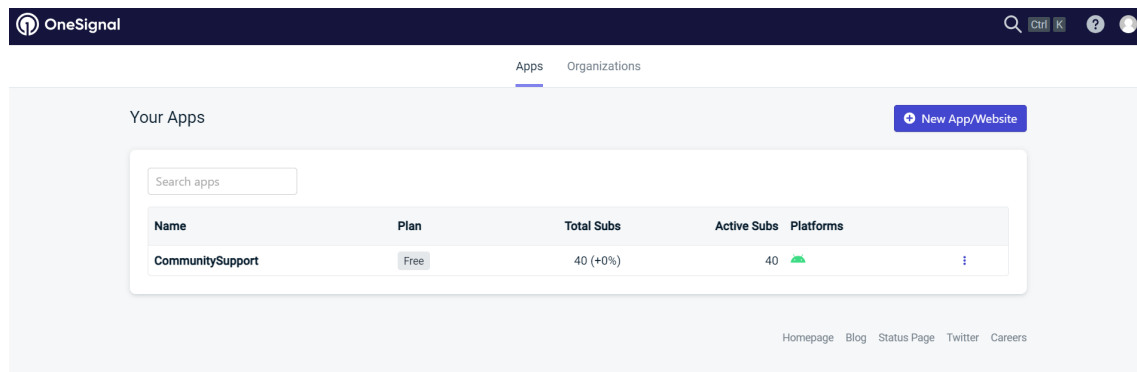 OneSignal Ctrl K ?
Apps Organizations
Your Apps New App/Website
Search apps
Name Plan Total Subs Active Subs Platforms
CommunitySupport Free 40 (+0%) 40
Homepage Blog Status Page Twitter Careers